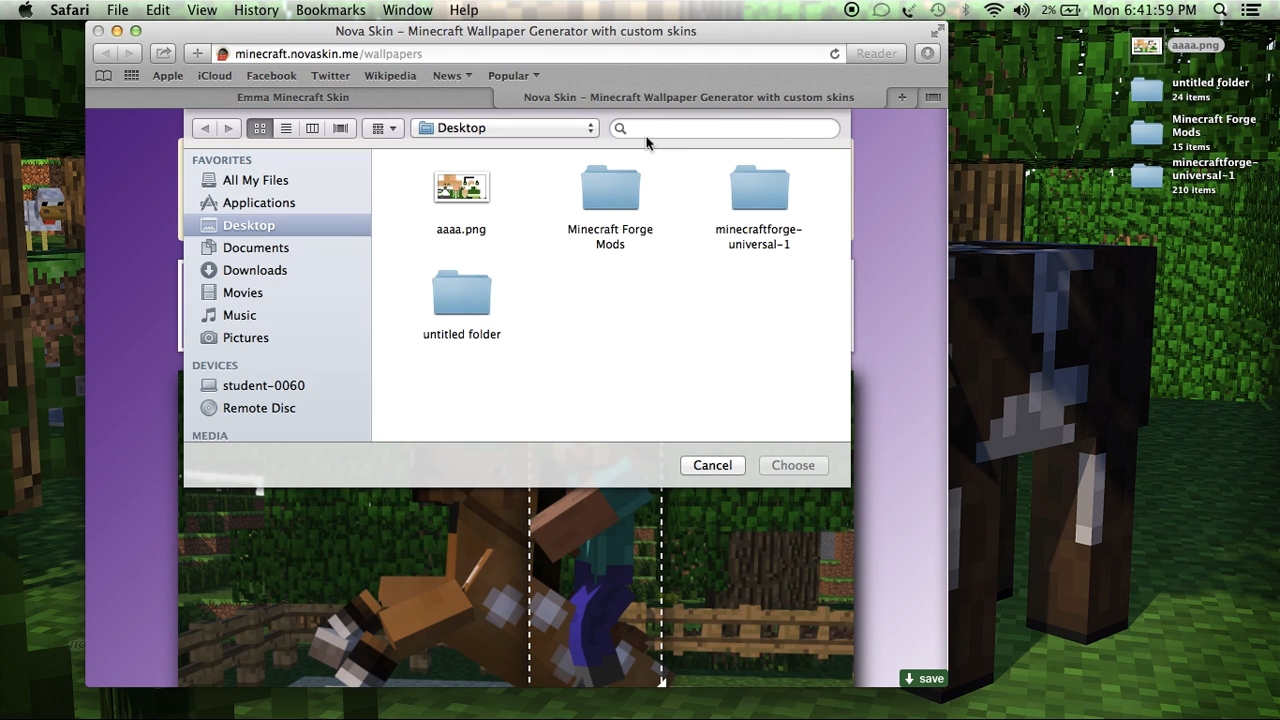 Safari File Edit View History Bookmarks Window Help 2% Mon 6:41:59 PM
Nova Skin – Minecraft Wallpaper Generator with custom skins
minecraft.novaskin.me/wallpapers Reader
Apple iCloud Facebook Twitter Wikipedia News Popular
Emma Minecraft Skin Nova Skin – Minecraft Wallpaper Generator with custom skins +
Desktop
FAVORITES
All My Files
Applications
Desktop
Documents
Downloads
Movies
Music
Pictures
DEVICES
student-0060
Remote Disc
MEDIA
aaaa.png
Minecraft Forge
Mods
minecraftforge-
universal-1
untitled folder
Cancel Choose
save
aaaa.png
untitled folder
24 items
Minecraft Forge
Mods
15 items
minecraftforge-
universal-1
210 items